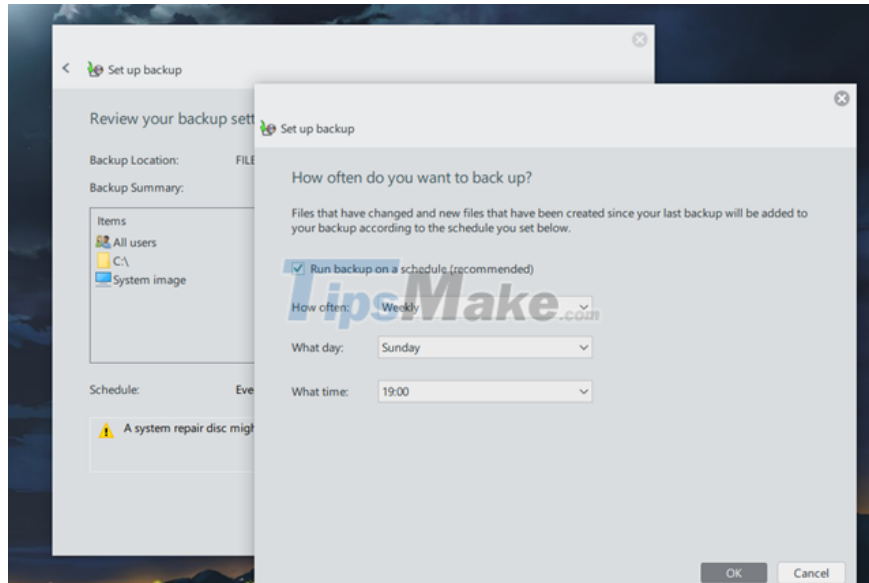 Set up backup
Review your backup sett
Backup Location: FILE
Backup Summary:
Items
All users
C:\
System image
Schedule: Eve
A system repair disc migh
Set up backup
How often do you want to back up?
Files that have changed and new files that have been created since your last backup will be added to
your backup according to the schedule you set below.
Run backup on a schedule (recommended)
How often: Weekly
What day: Sunday
What time: 19:00
OK Cancel
TipsMake.com